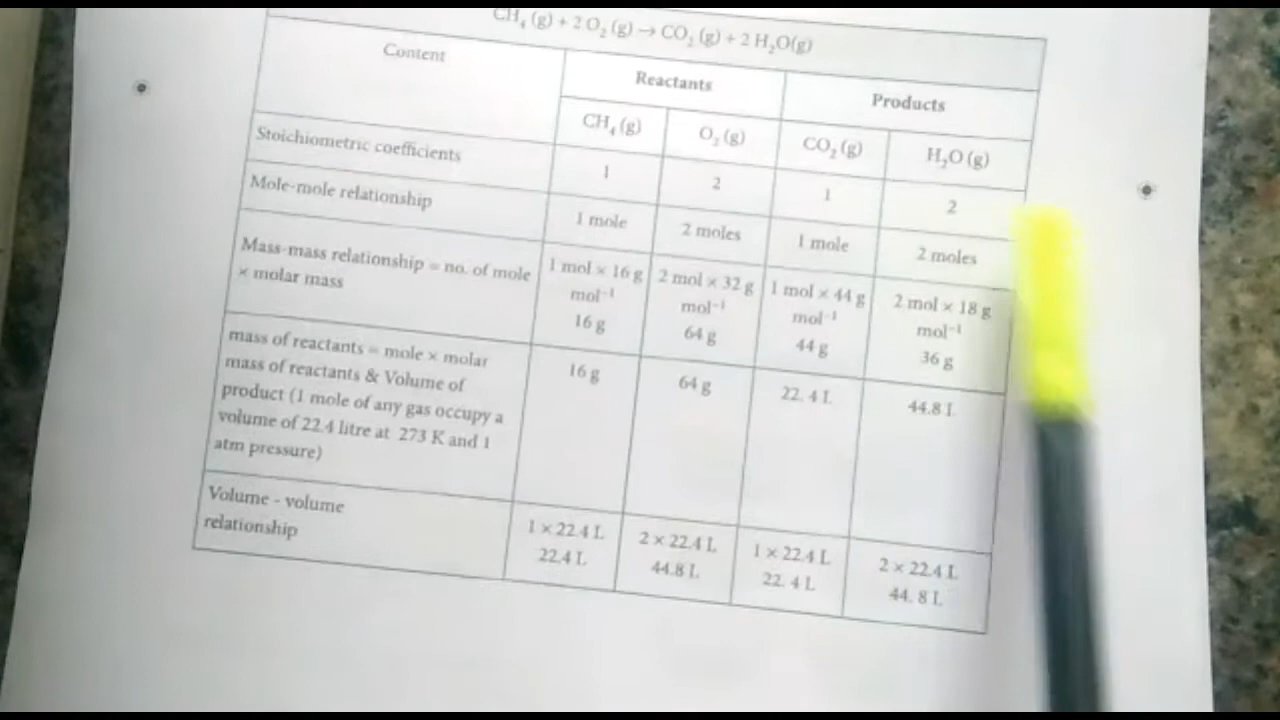 CH₄ (g) + 2 O₂ (g) → CO₂ (g) + 2 H₂O(g)
Content
Reactants
Products
CH₄ (g)
O₂ (g)
CO₂ (g)
H₂O (g)
Stoichiometric coefficients
1
2
1
2
Mole-mole relationship
1 mole
2 moles
1 mole
2 moles
Mass-mass relationship = no. of mole
× molar mass
1 mol × 16 g
mol⁻¹
16 g
2 mol × 32 g
mol⁻¹
64 g
1 mol × 44 g
mol⁻¹
44 g
2 mol × 18 g
mol⁻¹
36 g
mass of reactants = mole × molar
mass of reactants & Volume of
product (1 mole of any gas occupy a
volume of 22.4 litre at 273 K and 1
atm pressure)
16 g
64 g
22. 4 L
44.8 L
Volume - volume
relationship
1 × 22.4 L
22.4 L
2 × 22.4 L
44.8 L
1 × 22.4 L
22. 4 L
2 × 22.4 L
44. 8 L